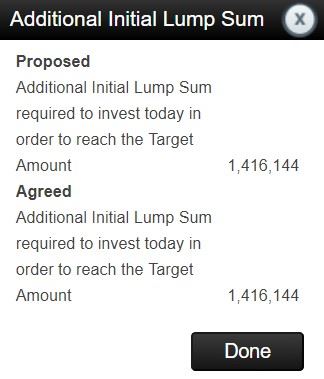 Additional Initial Lump Sum X
Proposed
Additional Initial Lump Sum
required to invest today in
order to reach the Target
Amount 1,416,144
Agreed
Additional Initial Lump Sum
required to invest today in
order to reach the Target
Amount 1,416,144
Done